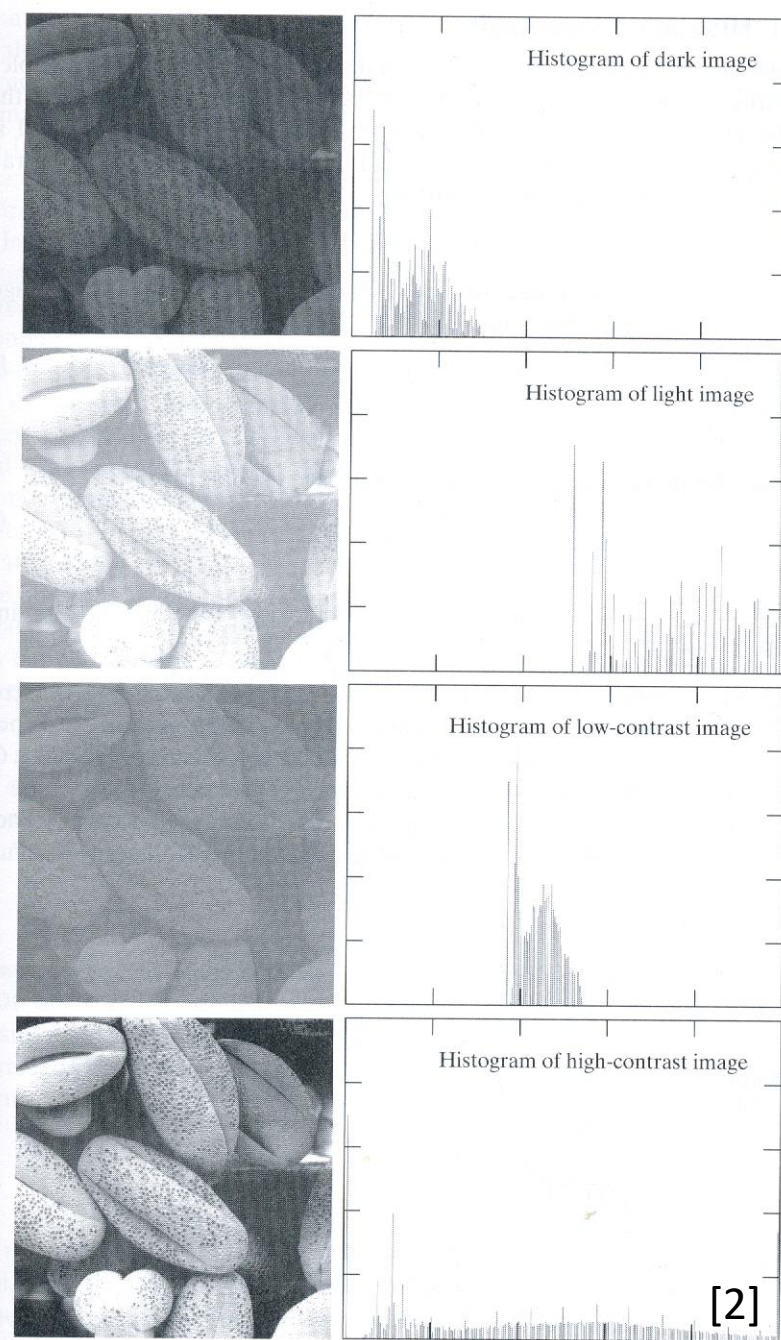 Histogram of dark image
Histogram of light image
Histogram of low-contrast image
Histogram of high-contrast image
[2]